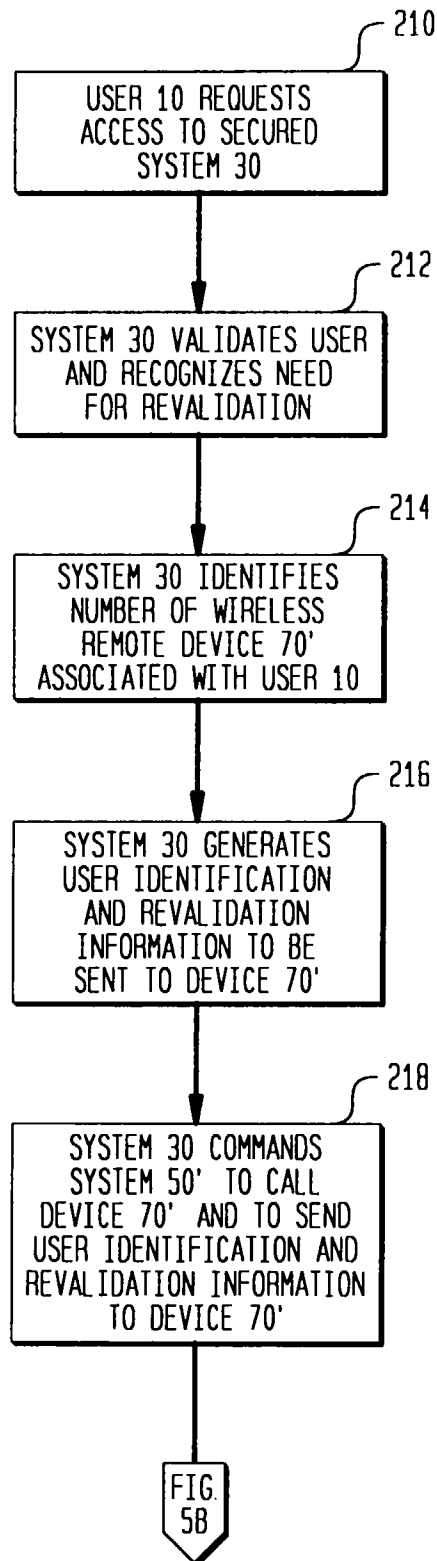 210
USER 10 REQUESTS
ACCESS TO SECURED
SYSTEM 30
212
SYSTEM 30 VALIDATES USER
AND RECOGNIZES NEED
FOR REVALIDATION
214
SYSTEM 30 IDENTIFIES
NUMBER OF WIRELESS
REMOTE DEVICE 70'
ASSOCIATED WITH USER 10
216
SYSTEM 30 GENERATES
USER IDENTIFICATION
AND REVALIDATION
INFORMATION TO BE
SENT TO DEVICE 70'
218
SYSTEM 30 COMMANDS
SYSTEM 50' TO CALL
DEVICE 70' AND TO SEND
USER IDENTIFICATION AND
REVALIDATION INFORMATION
TO DEVICE 70'
FIG.
5B